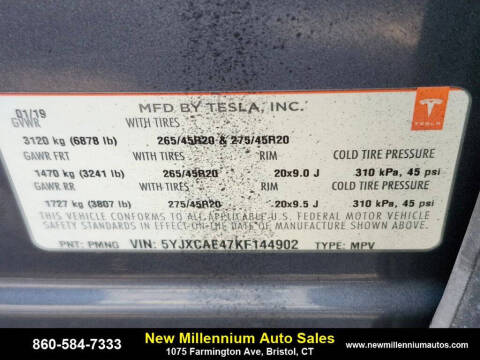 01/19 MFD BY TESLA, INC.
GVWR WITH TIRES
TESLA
3120 kg (6878 lb) 265/45R20 & 275/45R20
GAWR FRT WITH TIRES RIM COLD TIRE PRESSURE
1470 kg (3241 lb) 265/45R20 20x9.0 J 310 kPa, 45 psi
GAWR RR WITH TIRES RIM COLD TIRE PRESSURE
1727 kg (3807 lb) 275/45R20 20x9.5 J 310 kPa, 45 psi
THIS VEHICLE CONFORMS TO ALL APPLICABLE U.S. FEDERAL MOTOR VEHICLE
SAFETY STANDARDS IN EFFECT ON THE DATE OF MANUFACTURE SHOWN ABOVE.
PNT: PMNG VIN: 5YJXCAE47KF144902 TYPE: MPV
860-584-7333
New Millennium Auto Sales
1075 Farmington Ave, Bristol, CT
www.newmillenniumautos.com